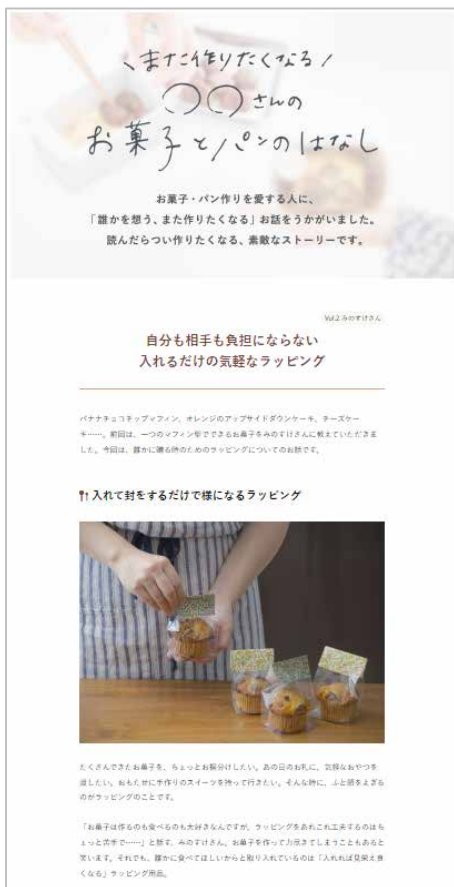 ＼また作りたくなる／
〇〇さんの
お菓子とパンのはなし
お菓子・パン作りを愛する人に、
「誰かを想う、また作りたくなる」お話をうかがいました。
読んだらつい作りたくなる、素敵なストーリーです。
Vol.2 みのすけさん
自分も相手も負担にならない
入れるだけの気軽なラッピング
バナナチョコチップマフィン、オレンジのアップサイドダウンケーキ、チーズケー
キ……。前回は、一つのマフィン型でできるお菓子をみのすけさんに教えていただきま
した。今回は、誰かに贈る時のためのラッピングについてのお話です。
入れて封をするだけで様になるラッピング
たくさんできたお菓子を、ちょっとお裾分けしたい。あの日のお礼に、気軽なおやつを
渡したい。おもたせに手作りのスイーツを持って行きたい。そんな時に、ふと頭をよぎる
のがラッピングのことです。
「お菓子は作るのも食べるのも大好きなんですが、ラッピングをあれこれ工夫するのはち
ょっと苦手で……」と話す、みのすけさん。お菓子を作って力尽きてしまうこともあると
笑います。それでも、誰かに食べてほしいからと取り入れているのは「入れれば見栄え良
くなる」ラッピング用品。